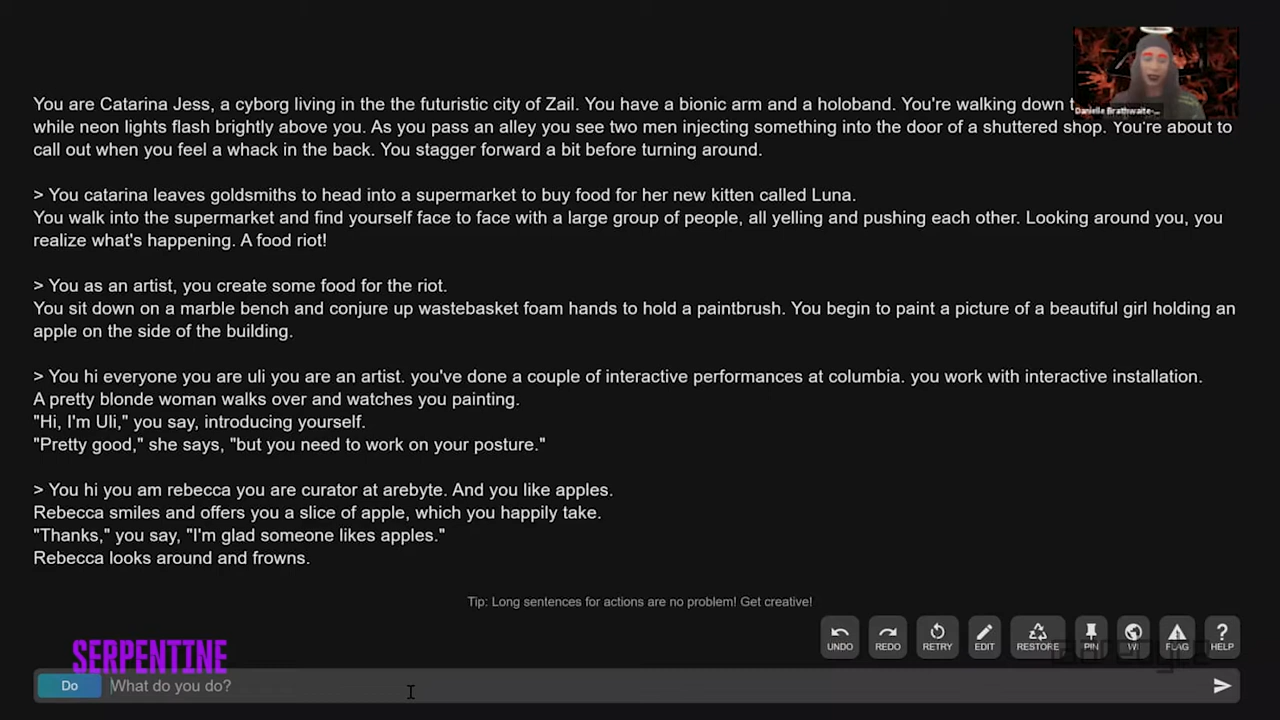 Danielle Brathwaite-
You are Catarina Jess, a cyborg living in the the futuristic city of Zail. You have a bionic arm and a holoband. You're walking down
while neon lights flash brightly above you. As you pass an alley you see two men injecting something into the door of a shuttered shop. You're about to
call out when you feel a whack in the back. You stagger forward a bit before turning around.
> You catarina leaves goldsmiths to head into a supermarket to buy food for her new kitten called Luna.
You walk into the supermarket and find yourself face to face with a large group of people, all yelling and pushing each other. Looking around you, you
realize what's happening. A food riot!
> You as an artist, you create some food for the riot.
You sit down on a marble bench and conjure up wastebasket foam hands to hold a paintbrush. You begin to paint a picture of a beautiful girl holding an
apple on the side of the building.
> You hi everyone you are uli you are an artist. you've done a couple of interactive performances at columbia. you work with interactive installation.
A pretty blonde woman walks over and watches you painting.
"Hi, I'm Uli," you say, introducing yourself.
"Pretty good," she says, "but you need to work on your posture."
> You hi you am rebecca you are curator at arebyte. And you like apples.
Rebecca smiles and offers you a slice of apple, which you happily take.
"Thanks," you say, "I'm glad someone likes apples."
Rebecca looks around and frowns.
Tip: Long sentences for actions are no problem! Get creative!
UNDO REDO RETRY EDIT RESTORE PIN WI FLAG HELP
SERPENTINE
Do What do you do?